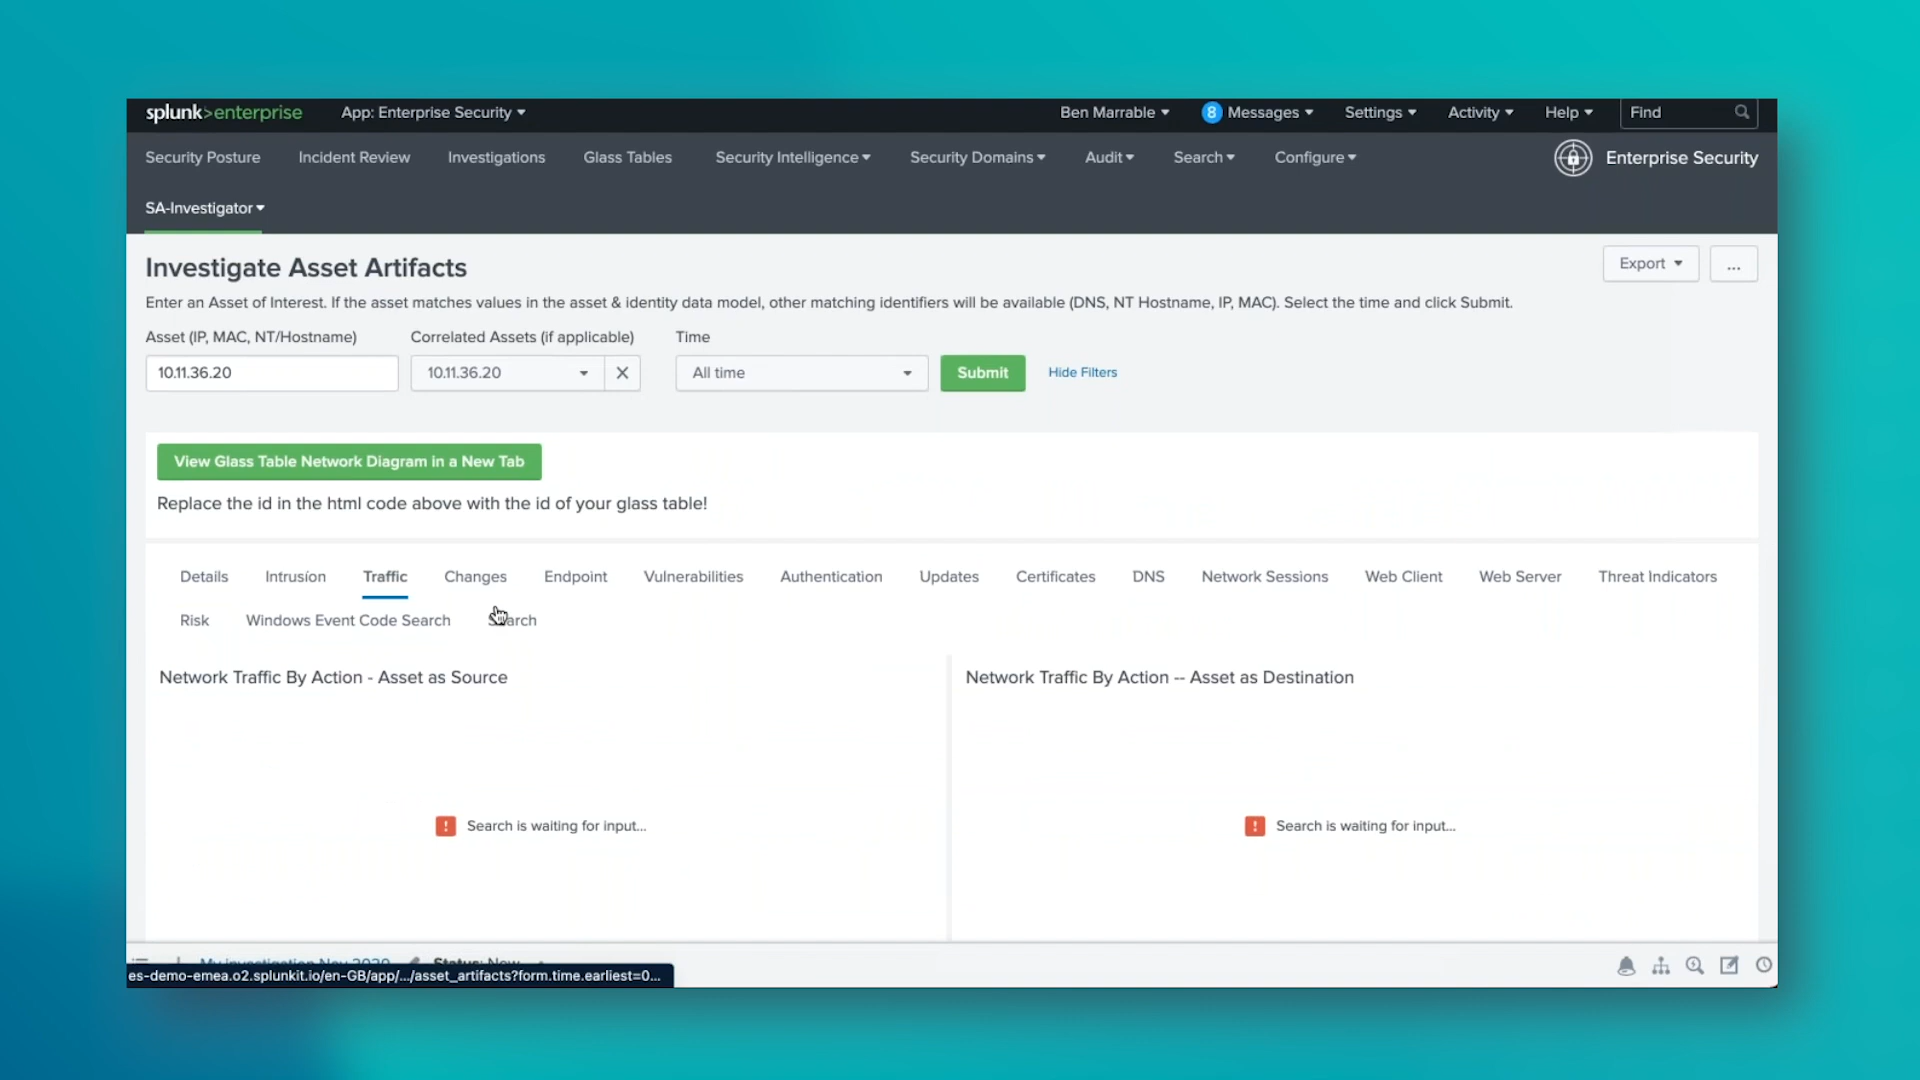 splunk>enterprise App: Enterprise Security Ben Marrable 8 Messages Settings Activity Help Find
Security Posture Incident Review Investigations Glass Tables Security Intelligence Security Domains Audit Search Configure Enterprise Security
SA-Investigator
Investigate Asset Artifacts Export ...
Enter an Asset of Interest. If the asset matches values in the asset & identity data model, other matching identifiers will be available (DNS, NT Hostname, IP, MAC). Select the time and click Submit.
Asset (IP, MAC, NT/Hostname) Correlated Assets (if applicable) Time
10.11.36.20 10.11.36.20 All time Submit Hide Filters
View Glass Table Network Diagram in a New Tab
Replace the id in the html code above with the id of your glass table!
Details Intrusion Traffic Changes Endpoint Vulnerabilities Authentication Updates Certificates DNS Network Sessions Web Client Web Server Threat Indicators
Risk Windows Event Code Search Search
Network Traffic By Action - Asset as Source Network Traffic By Action -- Asset as Destination
Search is waiting for input... Search is waiting for input...
My investigation Nov 2020 Status: New
es-demo-emea.o2.splunkit.io/en-GB/app/.../asset_artifacts?form.time.earliest=0...